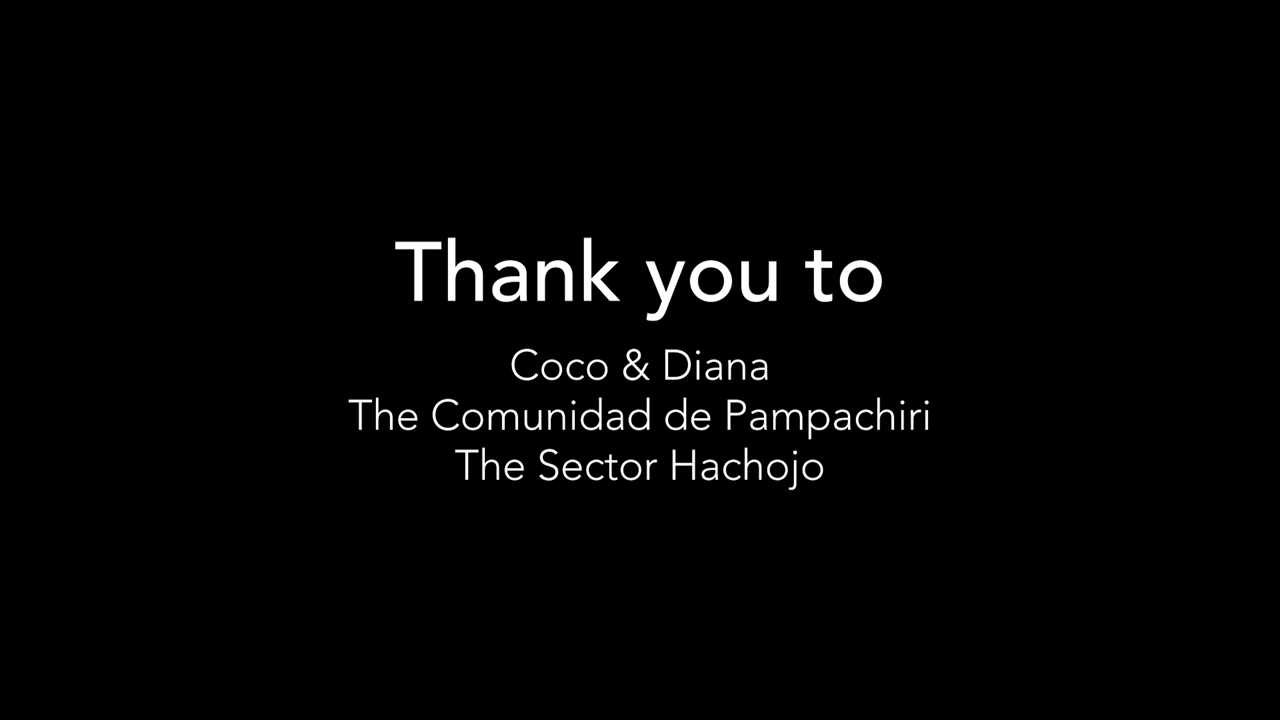 Thank you to
Coco & Diana
The Comunidad de Pampachiri
The Sector Hachojo